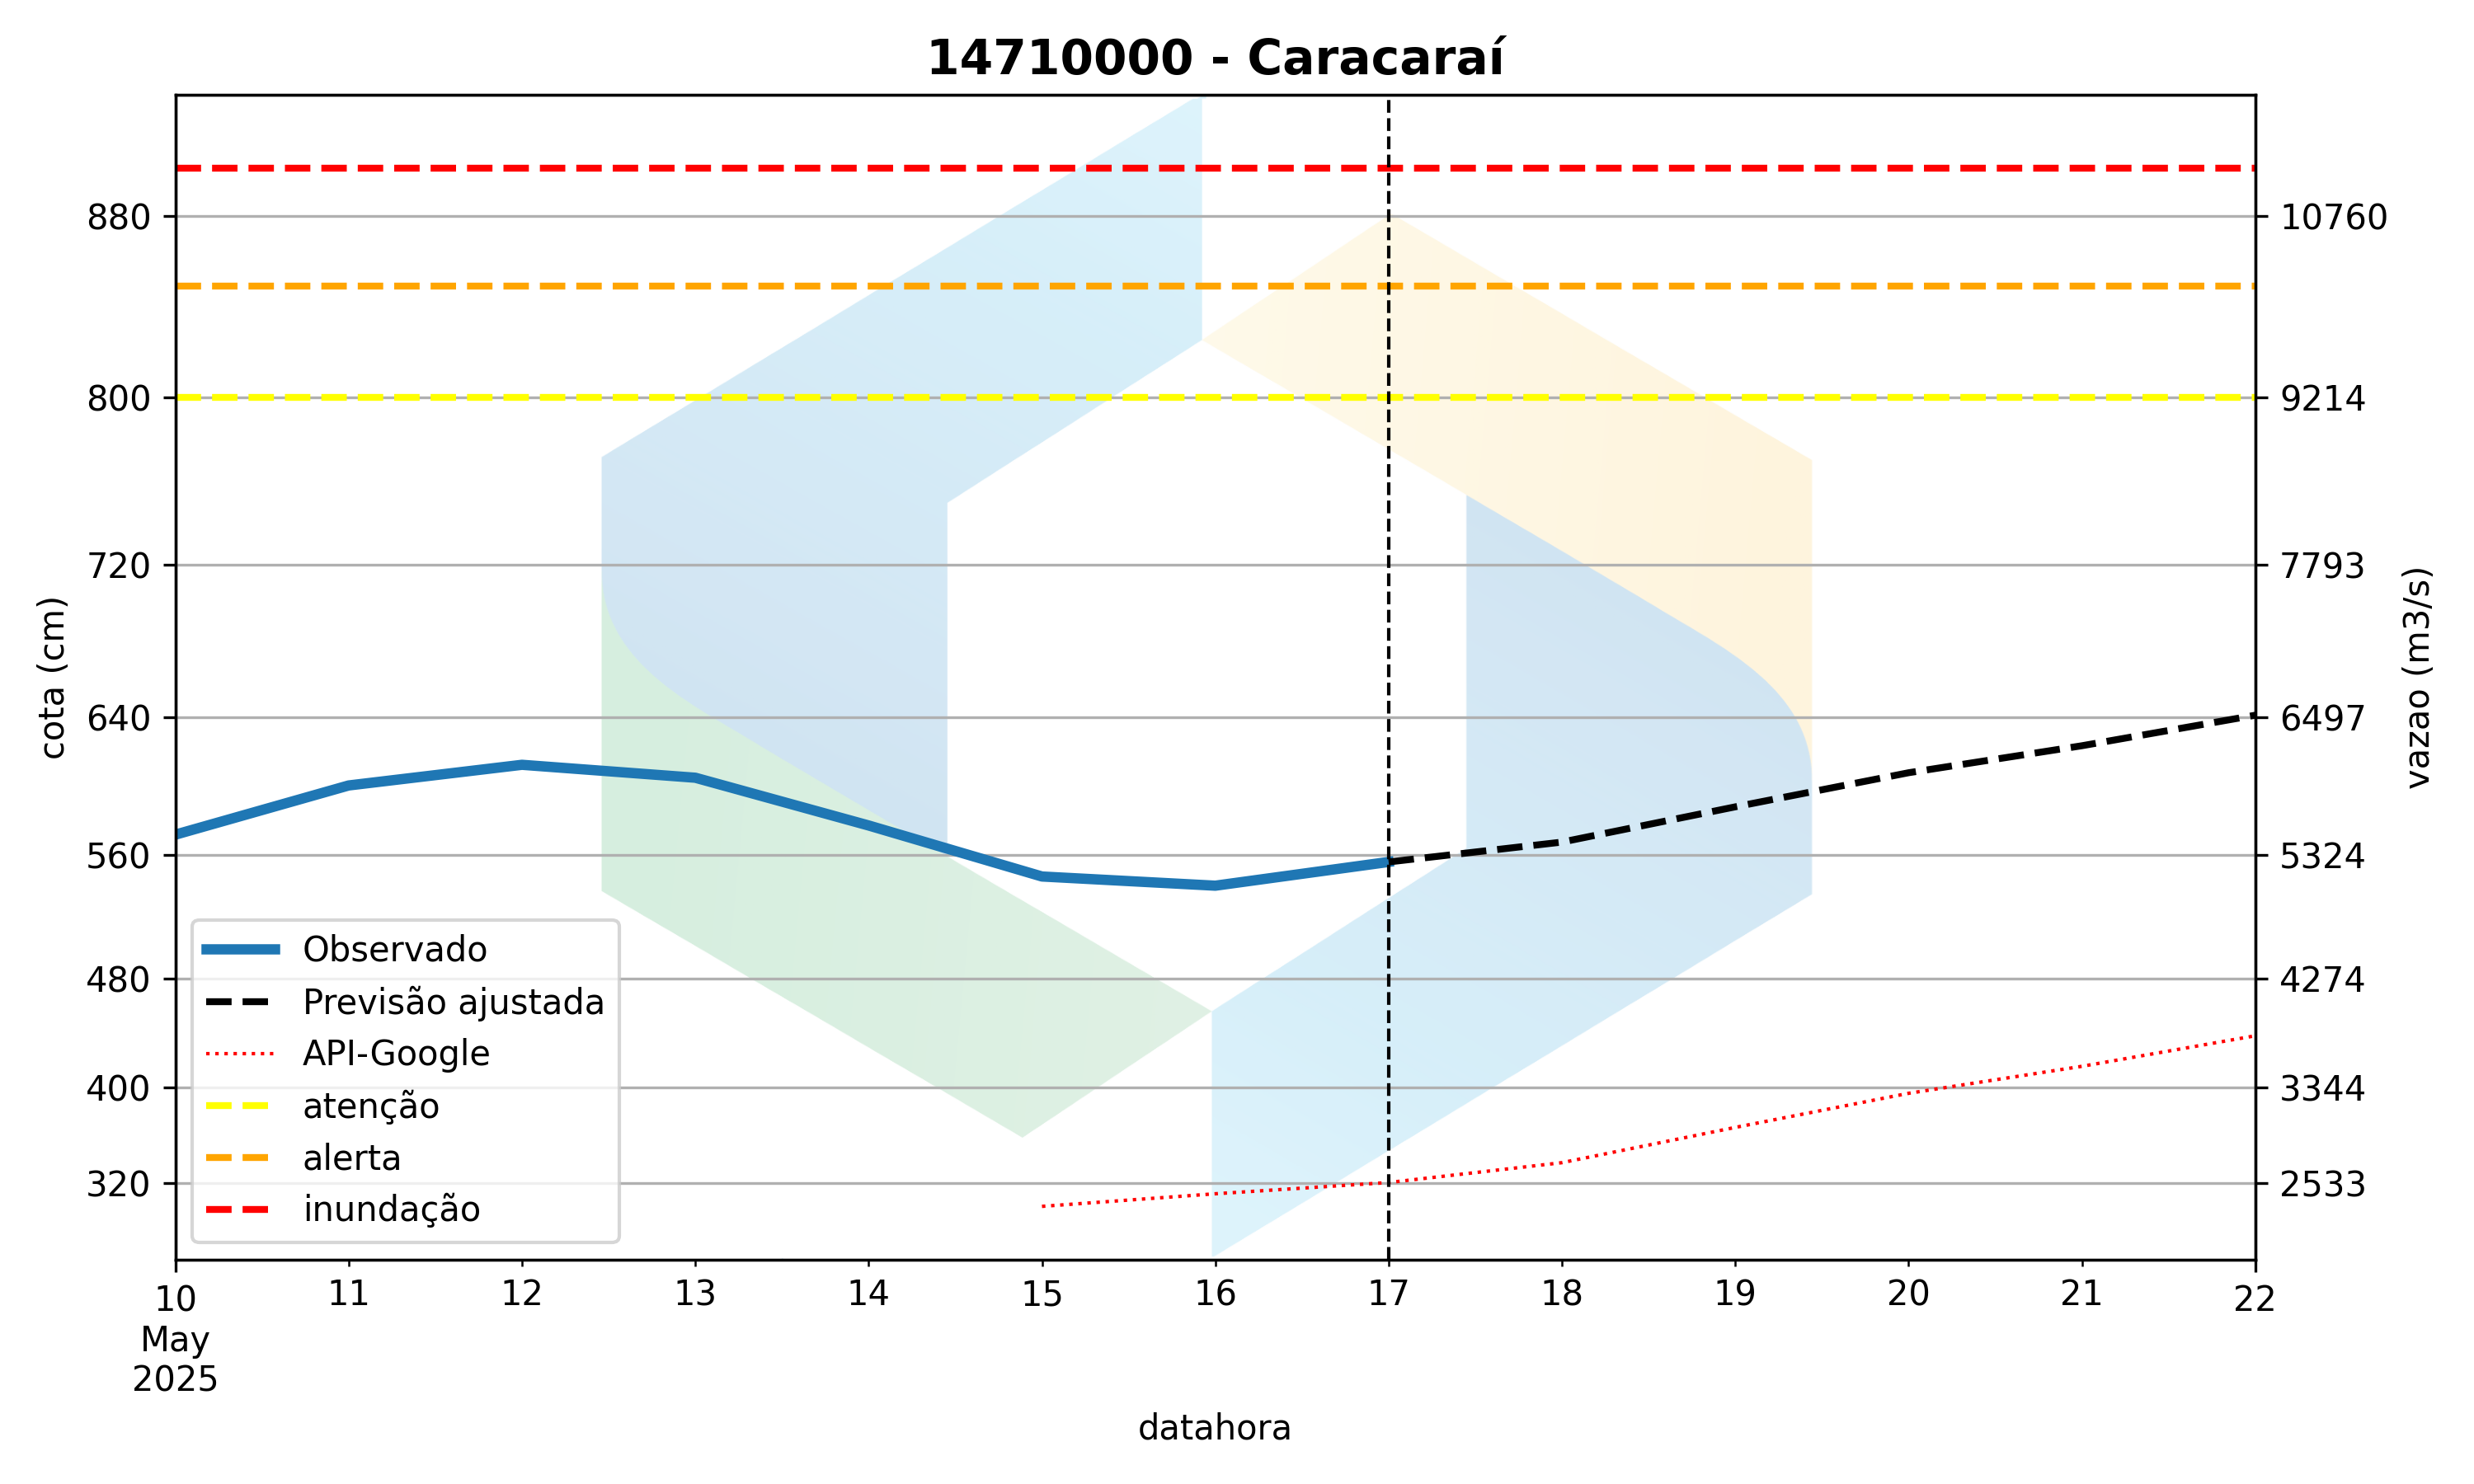 14710000 - Caracaraí
880
800
720
640
560
480
400
320
cota (cm)
10760
9214
7793
6497
5324
4274
3344
2533
vazao (m3/s)
Observado
Previsão ajustada
API-Google
atenção
alerta
inundação
10 11 12 13 14 15 16 17 18 19 20 21 22
May
2025
datahora